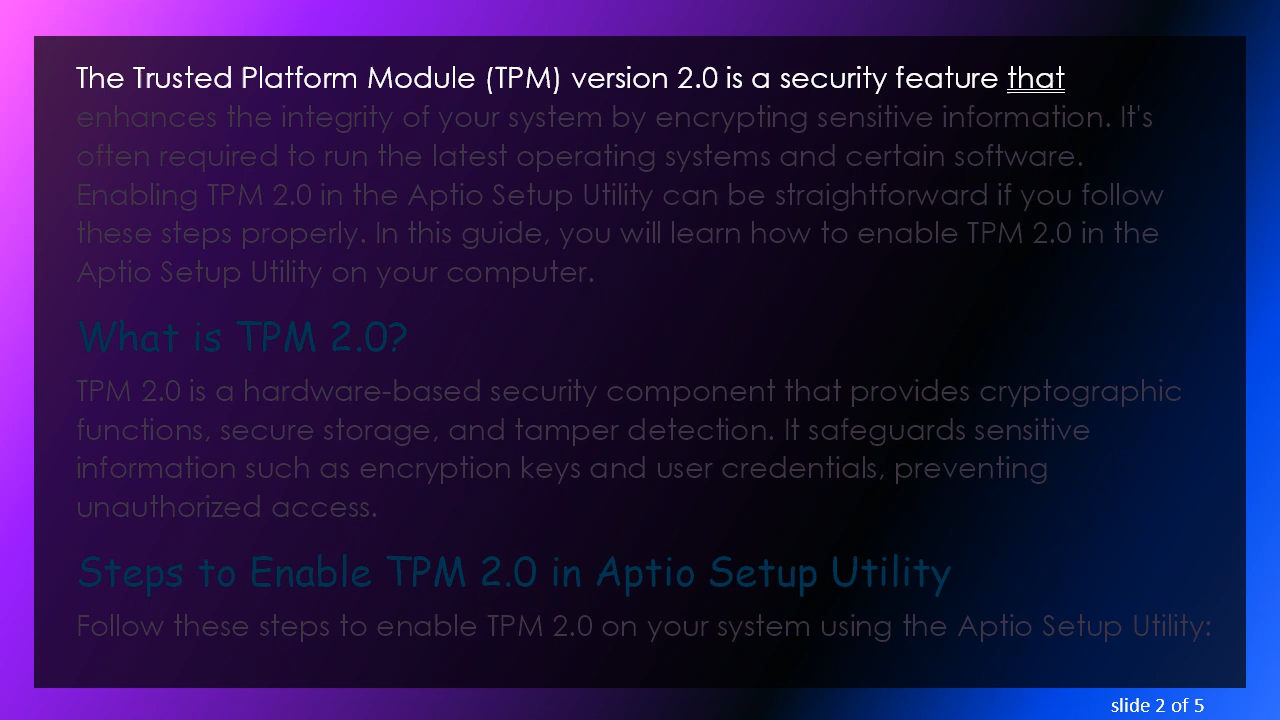 The Trusted Platform Module (TPM) version 2.0 is a security feature that
enhances the integrity of your system by encrypting sensitive information. It's
often required to run the latest operating systems and certain software.
Enabling TPM 2.0 in the Aptio Setup Utility can be straightforward if you follow
these steps properly. In this guide, you will learn how to enable TPM 2.0 in the
Aptio Setup Utility on your computer.
What is TPM 2.0?
TPM 2.0 is a hardware-based security component that provides cryptographic
functions, secure storage, and tamper detection. It safeguards sensitive
information such as encryption keys and user credentials, preventing
unauthorized access.
Steps to Enable TPM 2.0 in Aptio Setup Utility
Follow these steps to enable TPM 2.0 on your system using the Aptio Setup Utility:
slide 2 of 5